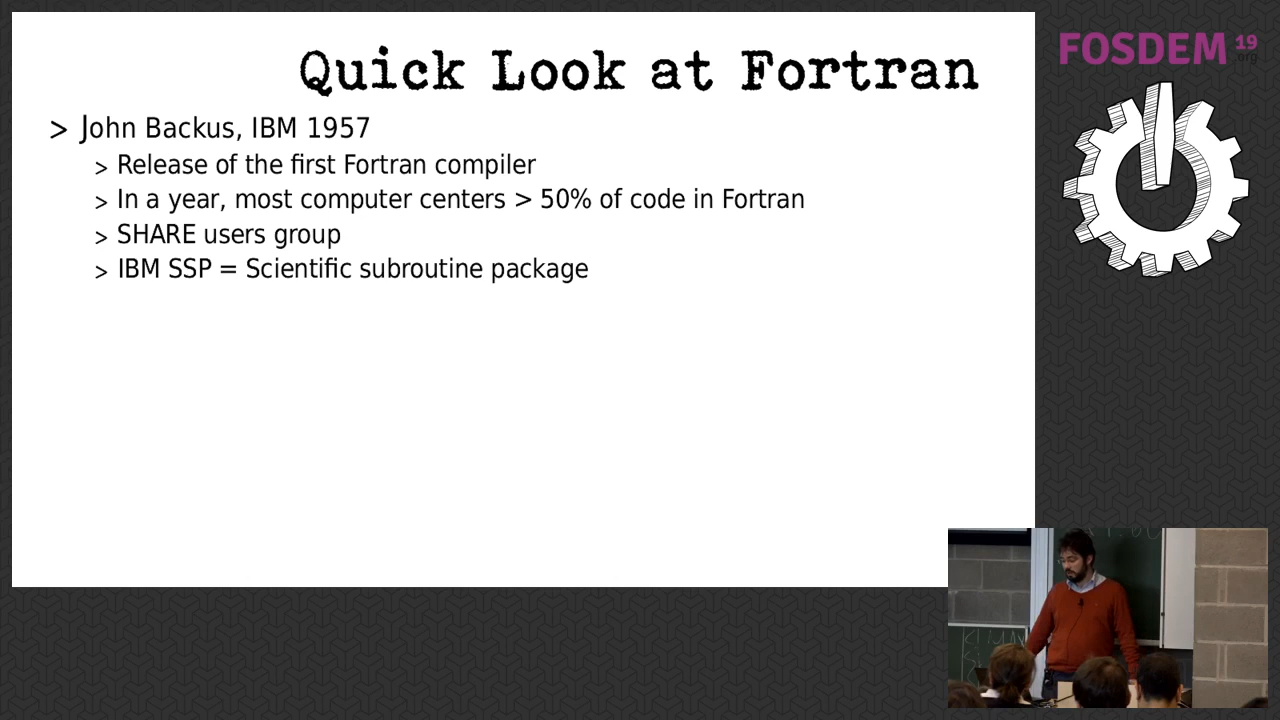 Quick Look at Fortran
> John Backus, IBM 1957
> Release of the first Fortran compiler
> In a year, most computer centers > 50% of code in Fortran
> SHARE users group
> IBM SSP = Scientific subroutine package
FOSDEM 19
.org